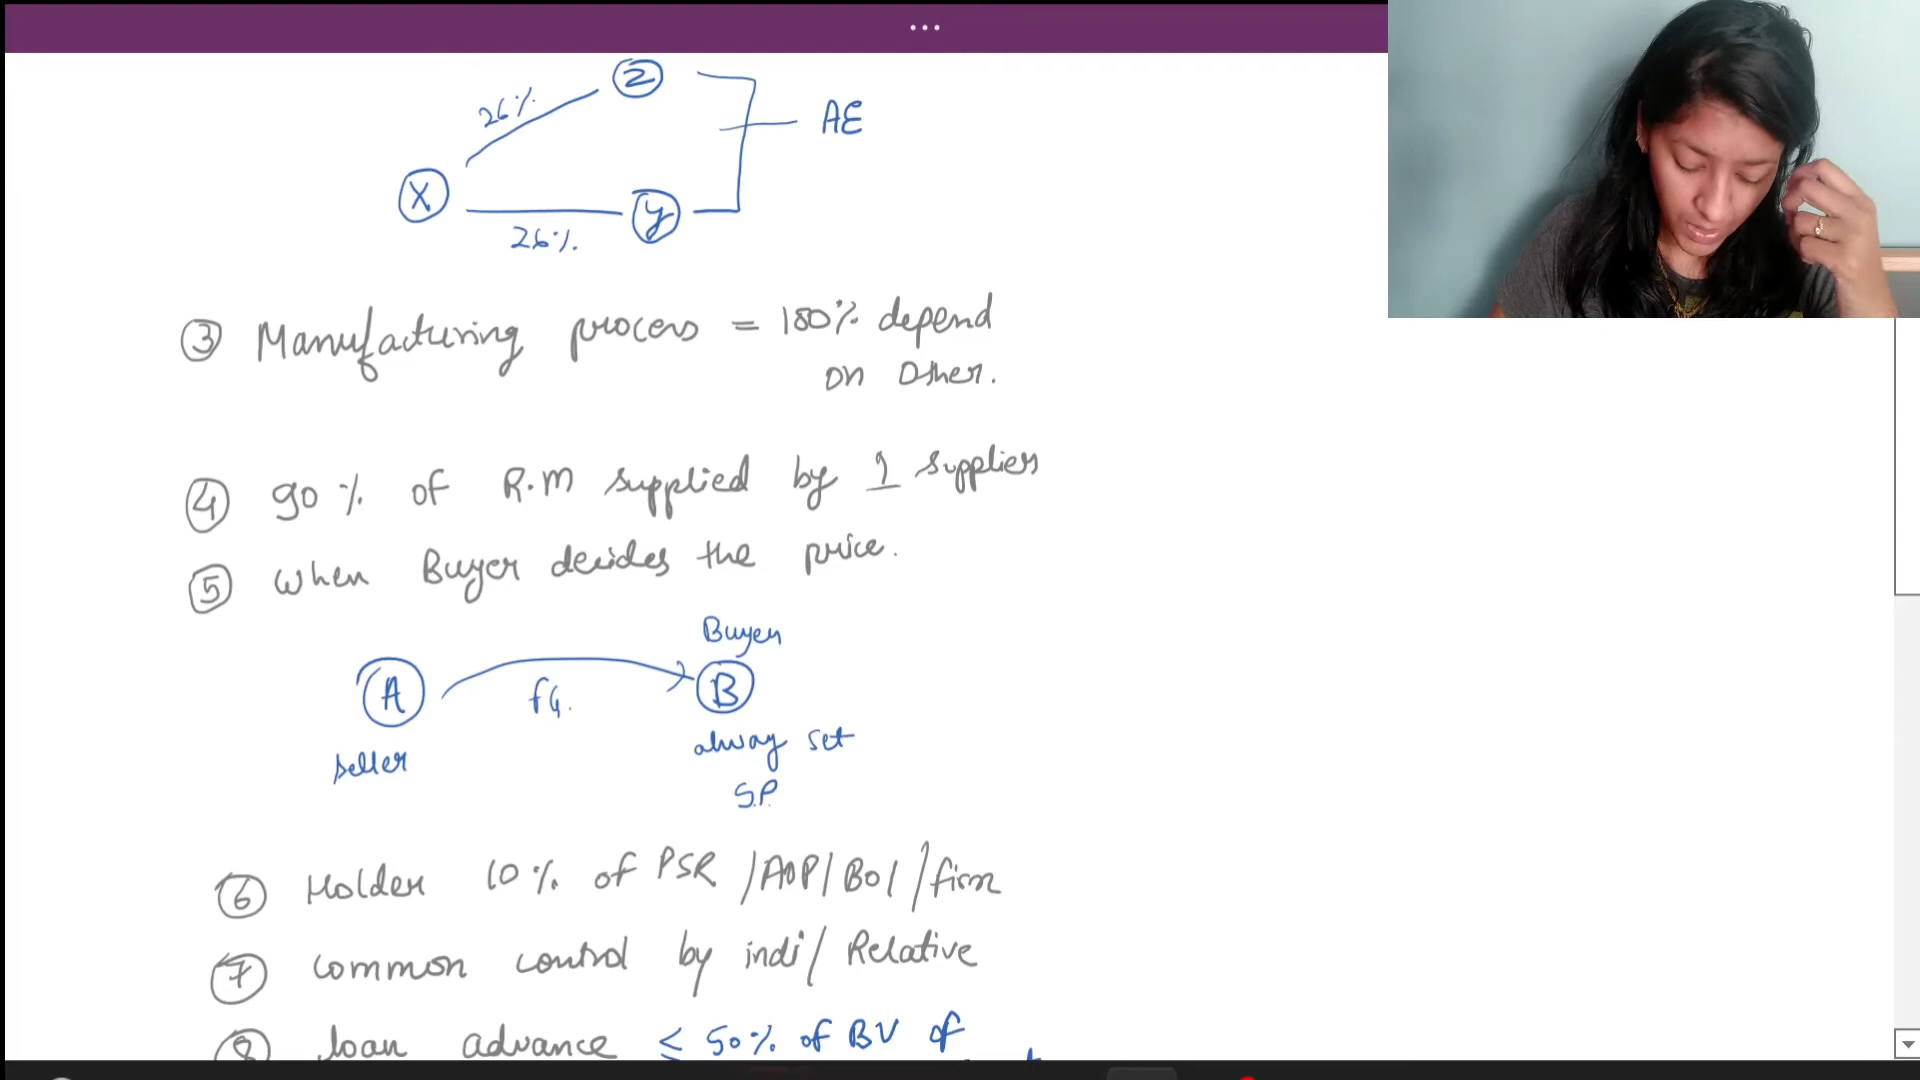 ...
26% Z
AE
X
26% y
③ Manufacturing process = 100% depend
on other.
④ 90% of R.M supplied by 1 suppliers
⑤ when Buyer decides the price.
Buyer
A B
FG.
seller alway set
S.P.
⑥ Holder 10% of PSR /AOP/BOI/firm
⑦ common control by indi/ Relative
⑧ loan advance ≤ 50% of BV of